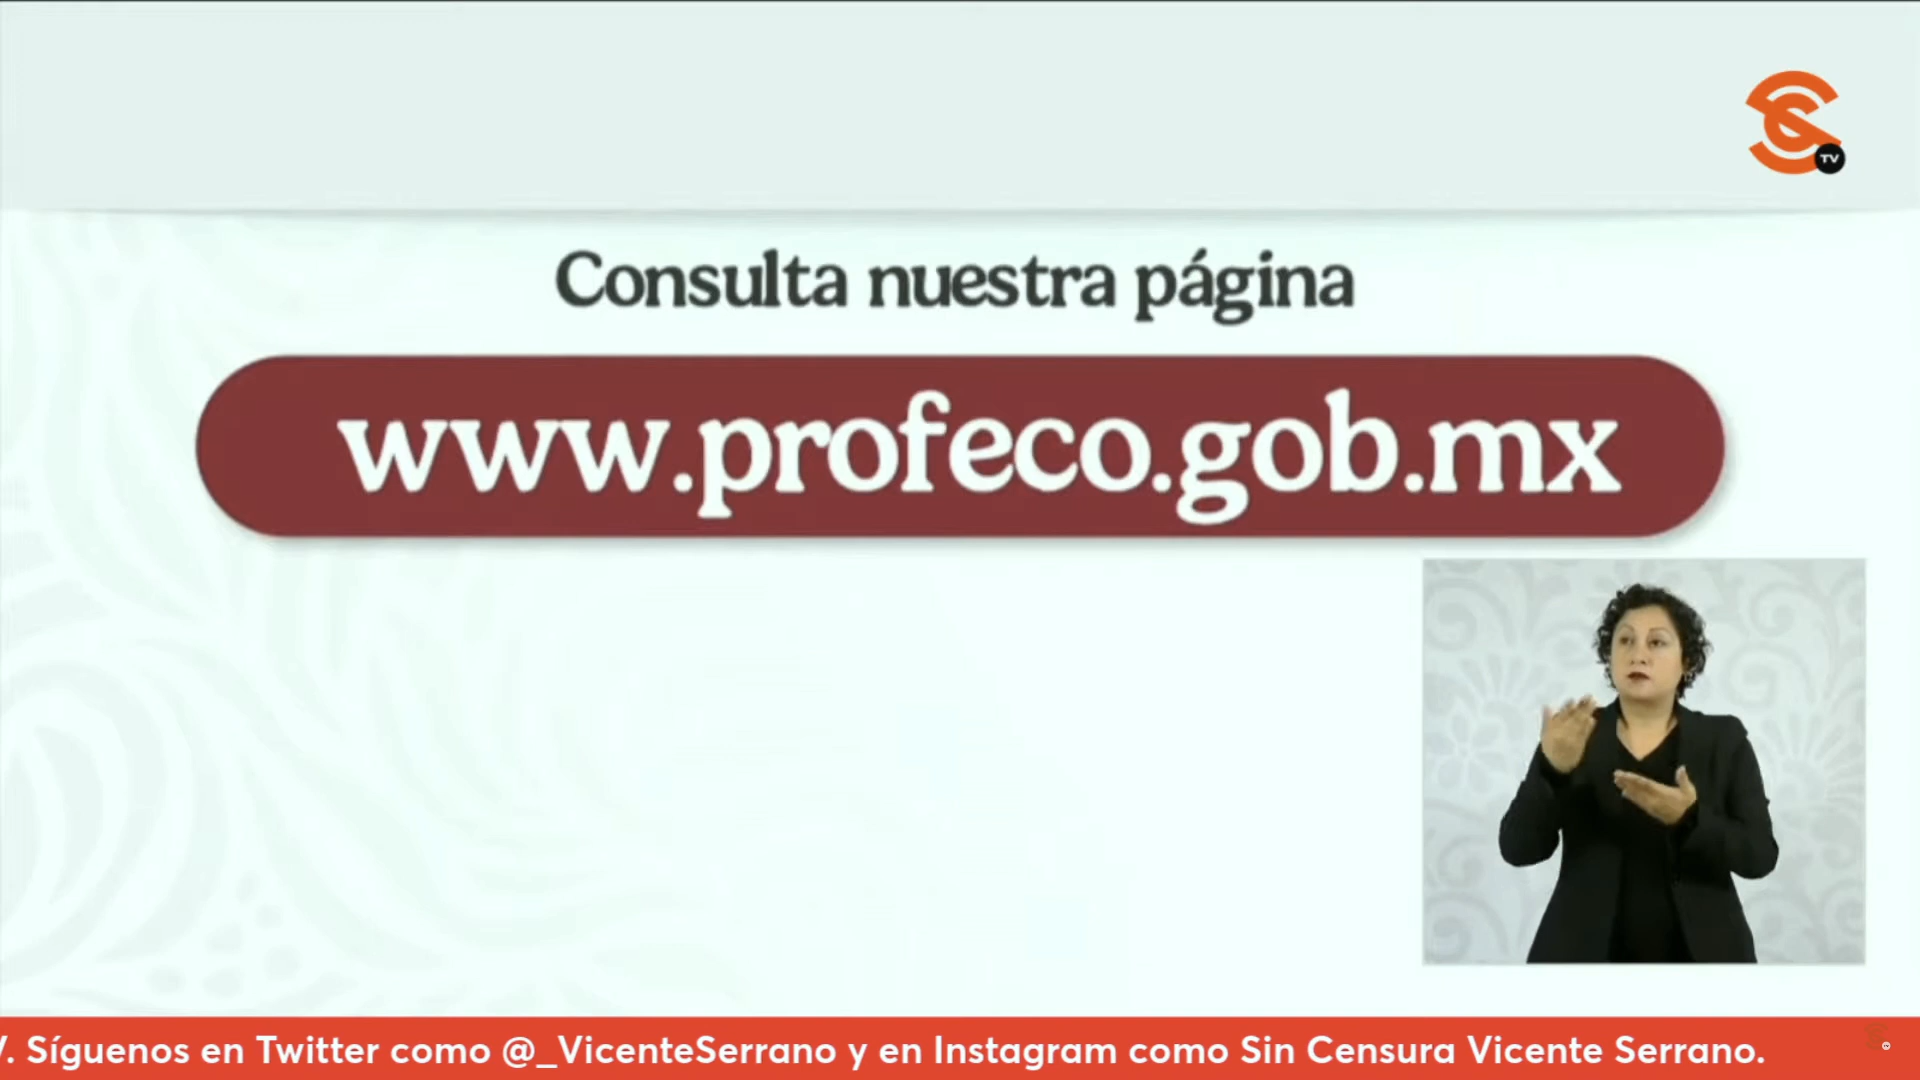 TV
Consulta nuestra página
www.profeco.gob.mx
. Síguenos en Twitter como @_VicenteSerrano y en Instagram como Sin Censura Vicente Serrano.